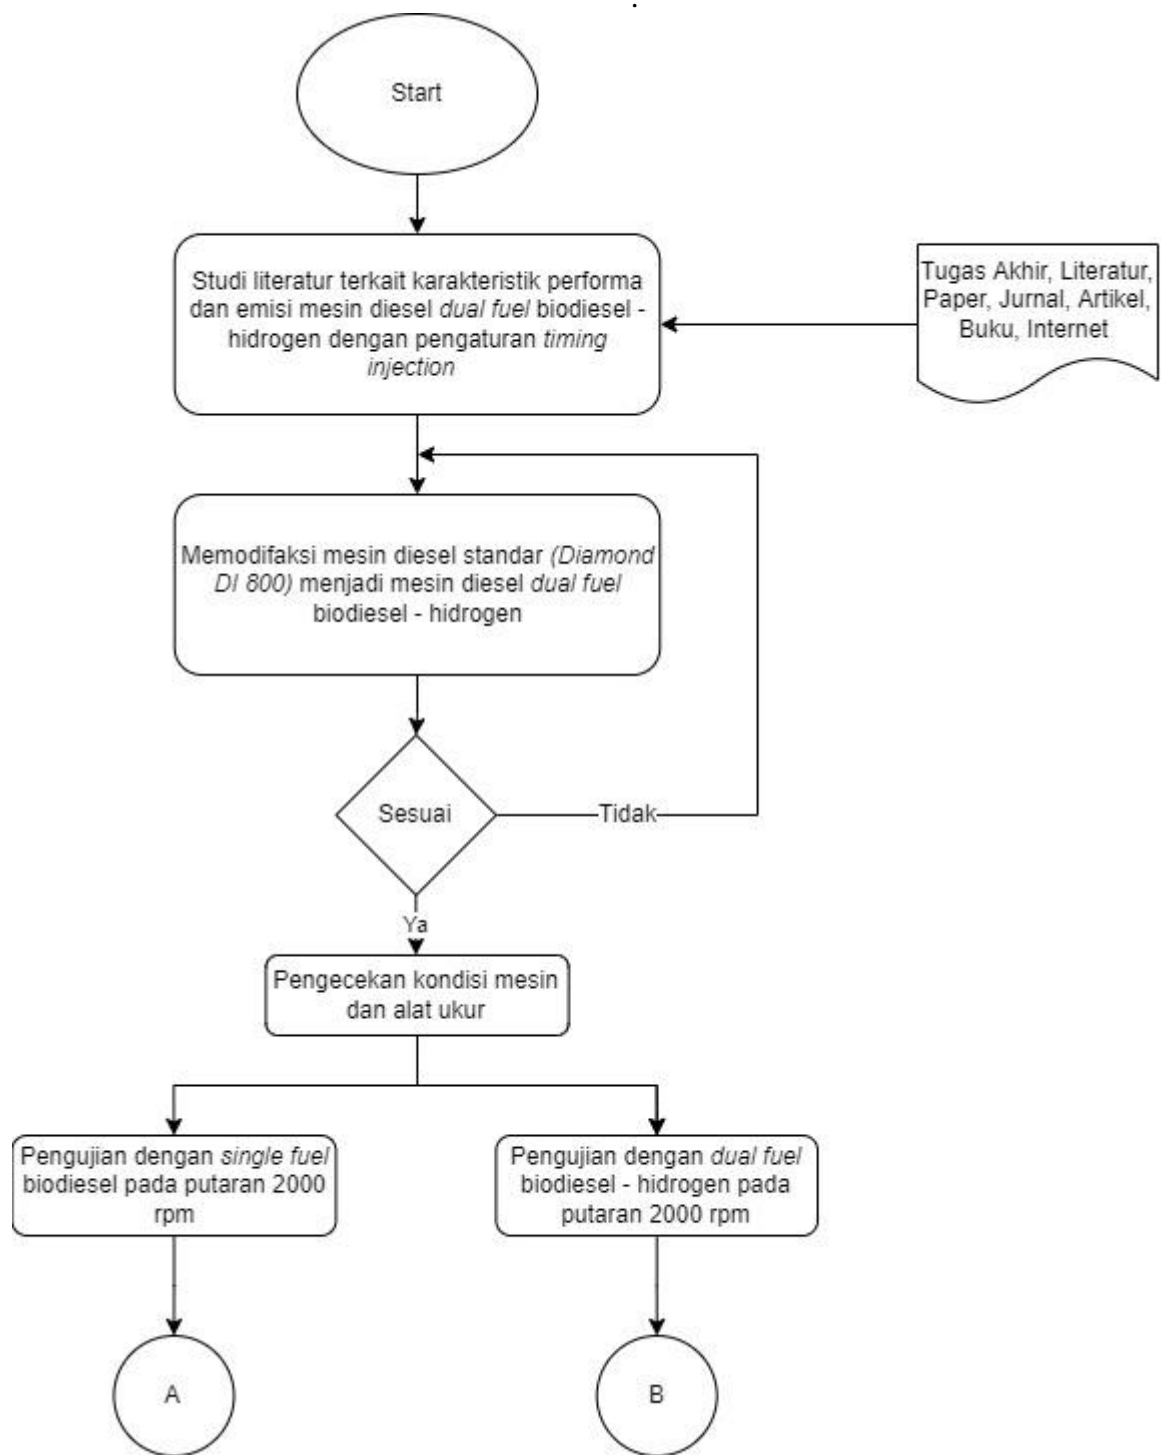 .
Start
Studi literatur terkait karakteristik performa
dan emisi mesin diesel dual fuel biodiesel -
hidrogen dengan pengaturan timing
injection
Tugas Akhir, Literatur,
Paper, Jurnal, Artikel,
Buku, Internet
Memodifaksi mesin diesel standar (Diamond
DI 800) menjadi mesin diesel dual fuel
biodiesel - hidrogen
Sesuai
Tidak
Ya
Pengecekan kondisi mesin
dan alat ukur
Pengujian dengan single fuel
biodiesel pada putaran 2000
rpm
Pengujian dengan dual fuel
biodiesel - hidrogen pada
putaran 2000 rpm
A
B